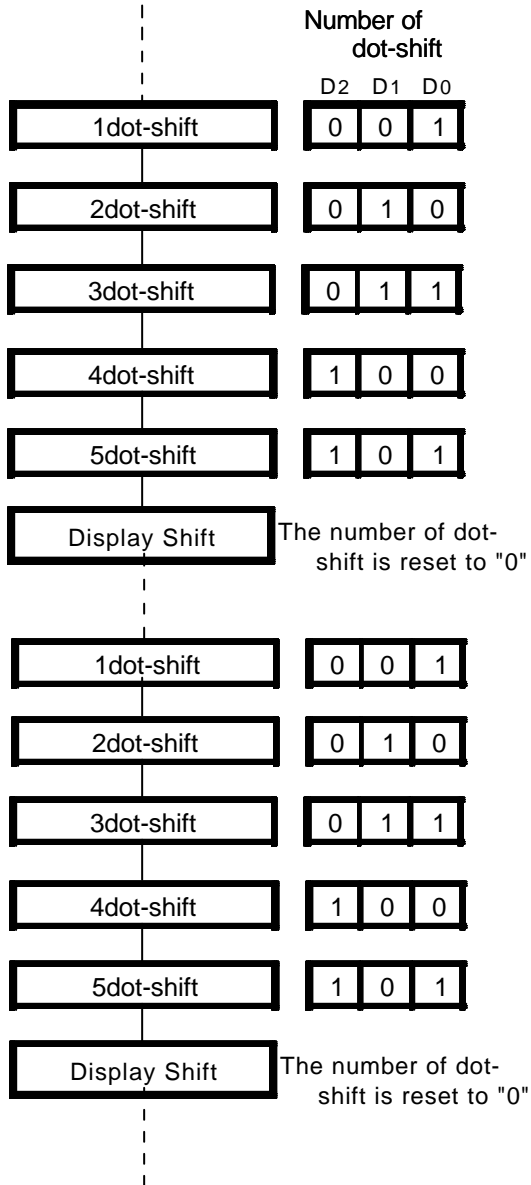 Number of
dot-shift
D2 D1 D0
1dot-shift 0 0 1
2dot-shift 0 1 0
3dot-shift 0 1 1
4dot-shift 1 0 0
5dot-shift 1 0 1
Display Shift The number of dot-
shift is reset to "0"
1dot-shift 0 0 1
2dot-shift 0 1 0
3dot-shift 0 1 1
4dot-shift 1 0 0
5dot-shift 1 0 1
Display Shift The number of dot-
shift is reset to "0"